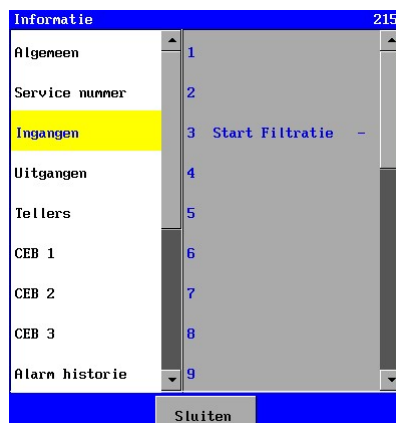 Informatie 215
Algemeen
Service nummer
Ingangen
Uitgangen
Tellers
CEB 1
CEB 2
CEB 3
Alarm historie
1
2
3 Start Filtratie -
4
5
6
7
8
9
Sluiten